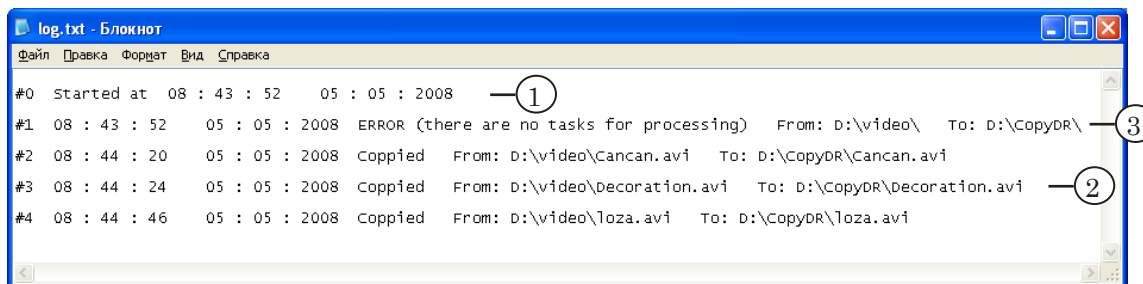 log.txt - Блокнот
Файл Правка Формат Вид Справка
#0 Started at 08 : 43 : 52 05 : 05 : 2008 1
#1 08 : 43 : 52 05 : 05 : 2008 ERROR (there are no tasks for processing) From: D:\video\ To: D:\CopyDR\ 3
#2 08 : 44 : 20 05 : 05 : 2008 Coppied From: D:\video\Cancan.avi To: D:\CopyDR\Cancan.avi
#3 08 : 44 : 24 05 : 05 : 2008 Coppied From: D:\video\Decoration.avi To: D:\CopyDR\Decoration.avi 2
#4 08 : 44 : 46 05 : 05 : 2008 Coppied From: D:\video\loza.avi To: D:\CopyDR\loza.avi